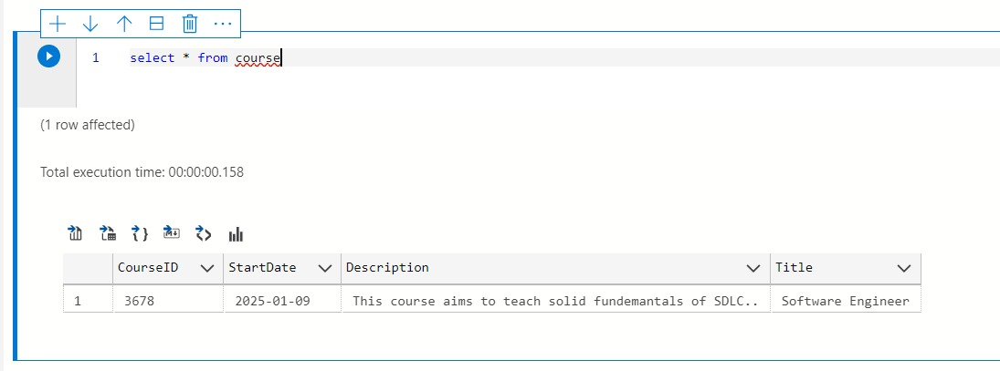 1 select * from course
(1 row affected)
Total execution time: 00:00:00.158
CourseID StartDate Description Title
1 3678 2025-01-09 This course aims to teach solid fundemantals of SDLC.. Software Engineer